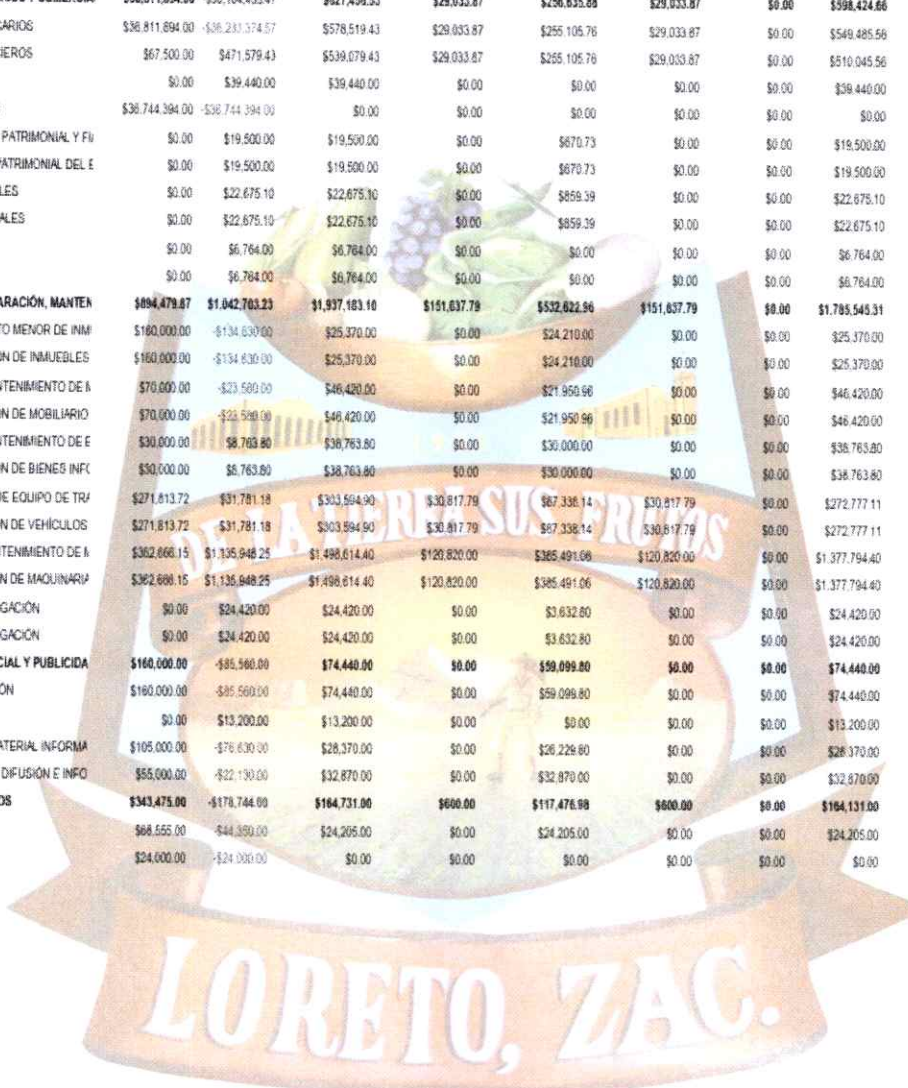 $29,033.87 $29,033.87 $0.00 $598,424.66
CARIOS $36,811,894.00 -$36,233,374.57 $578,519.43 $29,033.87 $255,105.76 $29,033.87 $0.00 $549,485.56
CIEROS $67,500.00 $471,579.43 $539,079.43 $29,033.87 $255,105.76 $29,033.87 $0.00 $510,045.56
$0.00 $39,440.00 $39,440.00 $0.00 $0.00 $0.00 $0.00 $39,440.00
$36,744,394.00 -$36,744,394.00 $0.00 $0.00 $0.00 $0.00 $0.00 $0.00
PATRIMONIAL Y FI $0.00 $19,500.00 $19,500.00 $0.00 $670.73 $0.00 $0.00 $19,500.00
PATRIMONIAL DEL E $0.00 $19,500.00 $19,500.00 $0.00 $670.73 $0.00 $0.00 $19,500.00
LES $0.00 $22,675.10 $22,675.10 $0.00 $859.39 $0.00 $0.00 $22,675.10
ALES $0.00 $22,675.10 $22,675.10 $0.00 $859.39 $0.00 $0.00 $22,675.10
$0.00 $6,764.00 $6,764.00 $0.00 $0.00 $0.00 $0.00 $6,764.00
$0.00 $6,764.00 $6,764.00 $0.00 $0.00 $0.00 $0.00 $6,764.00
ARACIÓN, MANTEN $894,479.87 $1,042,703.23 $1,937,183.10 $151,637.79 $532,622.96 $151,637.79 $0.00 $1,785,545.31
TO MENOR DE INM $160,000.00 -$134,630.00 $25,370.00 $0.00 $24,210.00 $0.00 $0.00 $25,370.00
ÓN DE INMUEBLES $160,000.00 -$134,630.00 $25,370.00 $0.00 $24,210.00 $0.00 $0.00 $25,370.00
NTENIMIENTO DE M $70,000.00 -$23,580.00 $46,420.00 $0.00 $21,950.96 $0.00 $0.00 $46,420.00
ÓN DE MOBILIARIO $70,000.00 -$23,580.00 $46,420.00 $0.00 $21,950.96 $0.00 $0.00 $46,420.00
NTENIMIENTO DE E $30,000.00 $8,763.80 $38,763.80 $0.00 $30,000.00 $0.00 $0.00 $38,763.80
ÓN DE BIENES INFO $30,000.00 $8,763.80 $38,763.80 $0.00 $30,000.00 $0.00 $0.00 $38,763.80
DE EQUIPO DE TRA $271,813.72 $31,781.18 $303,594.90 $30,817.79 $87,338.14 $30,817.79 $0.00 $272,777.11
ÓN DE VEHÍCULOS $271,813.72 $31,781.18 $303,594.90 $30,817.79 $87,338.14 $30,817.79 $0.00 $272,777.11
NTENIMIENTO DE M $362,666.15 $1,135,948.25 $1,498,614.40 $120,820.00 $365,491.06 $120,820.00 $0.00 $1,377,794.40
ÓN DE MAQUINARIA $362,666.15 $1,135,948.25 $1,498,614.40 $120,820.00 $365,491.06 $120,820.00 $0.00 $1,377,794.40
GACIÓN $0.00 $24,420.00 $24,420.00 $0.00 $3,632.80 $0.00 $0.00 $24,420.00
GACIÓN $0.00 $24,420.00 $24,420.00 $0.00 $3,632.80 $0.00 $0.00 $24,420.00
CIAL Y PUBLICIDA $160,000.00 -$85,560.00 $74,440.00 $0.00 $59,099.80 $0.00 $0.00 $74,440.00
ÓN $160,000.00 -$85,560.00 $74,440.00 $0.00 $59,099.80 $0.00 $0.00 $74,440.00
$0.00 $13,200.00 $13,200.00 $0.00 $0.00 $0.00 $0.00 $13,200.00
ATERIAL INFORMA $105,000.00 -$76,630.00 $28,370.00 $0.00 $26,229.80 $0.00 $0.00 $28,370.00
DIFUSIÓN E INFO $55,000.00 -$22,130.00 $32,870.00 $0.00 $32,870.00 $0.00 $0.00 $32,870.00
OS $343,475.00 -$178,744.00 $164,731.00 $600.00 $117,476.98 $600.00 $0.00 $164,131.00
$68,555.00 -$44,350.00 $24,205.00 $0.00 $24,205.00 $0.00 $0.00 $24,205.00
$24,000.00 -$24,000.00 $0.00 $0.00 $0.00 $0.00 $0.00 $0.00
DE LA TIERRA SUS FRUTOS
LORETO, ZAC.